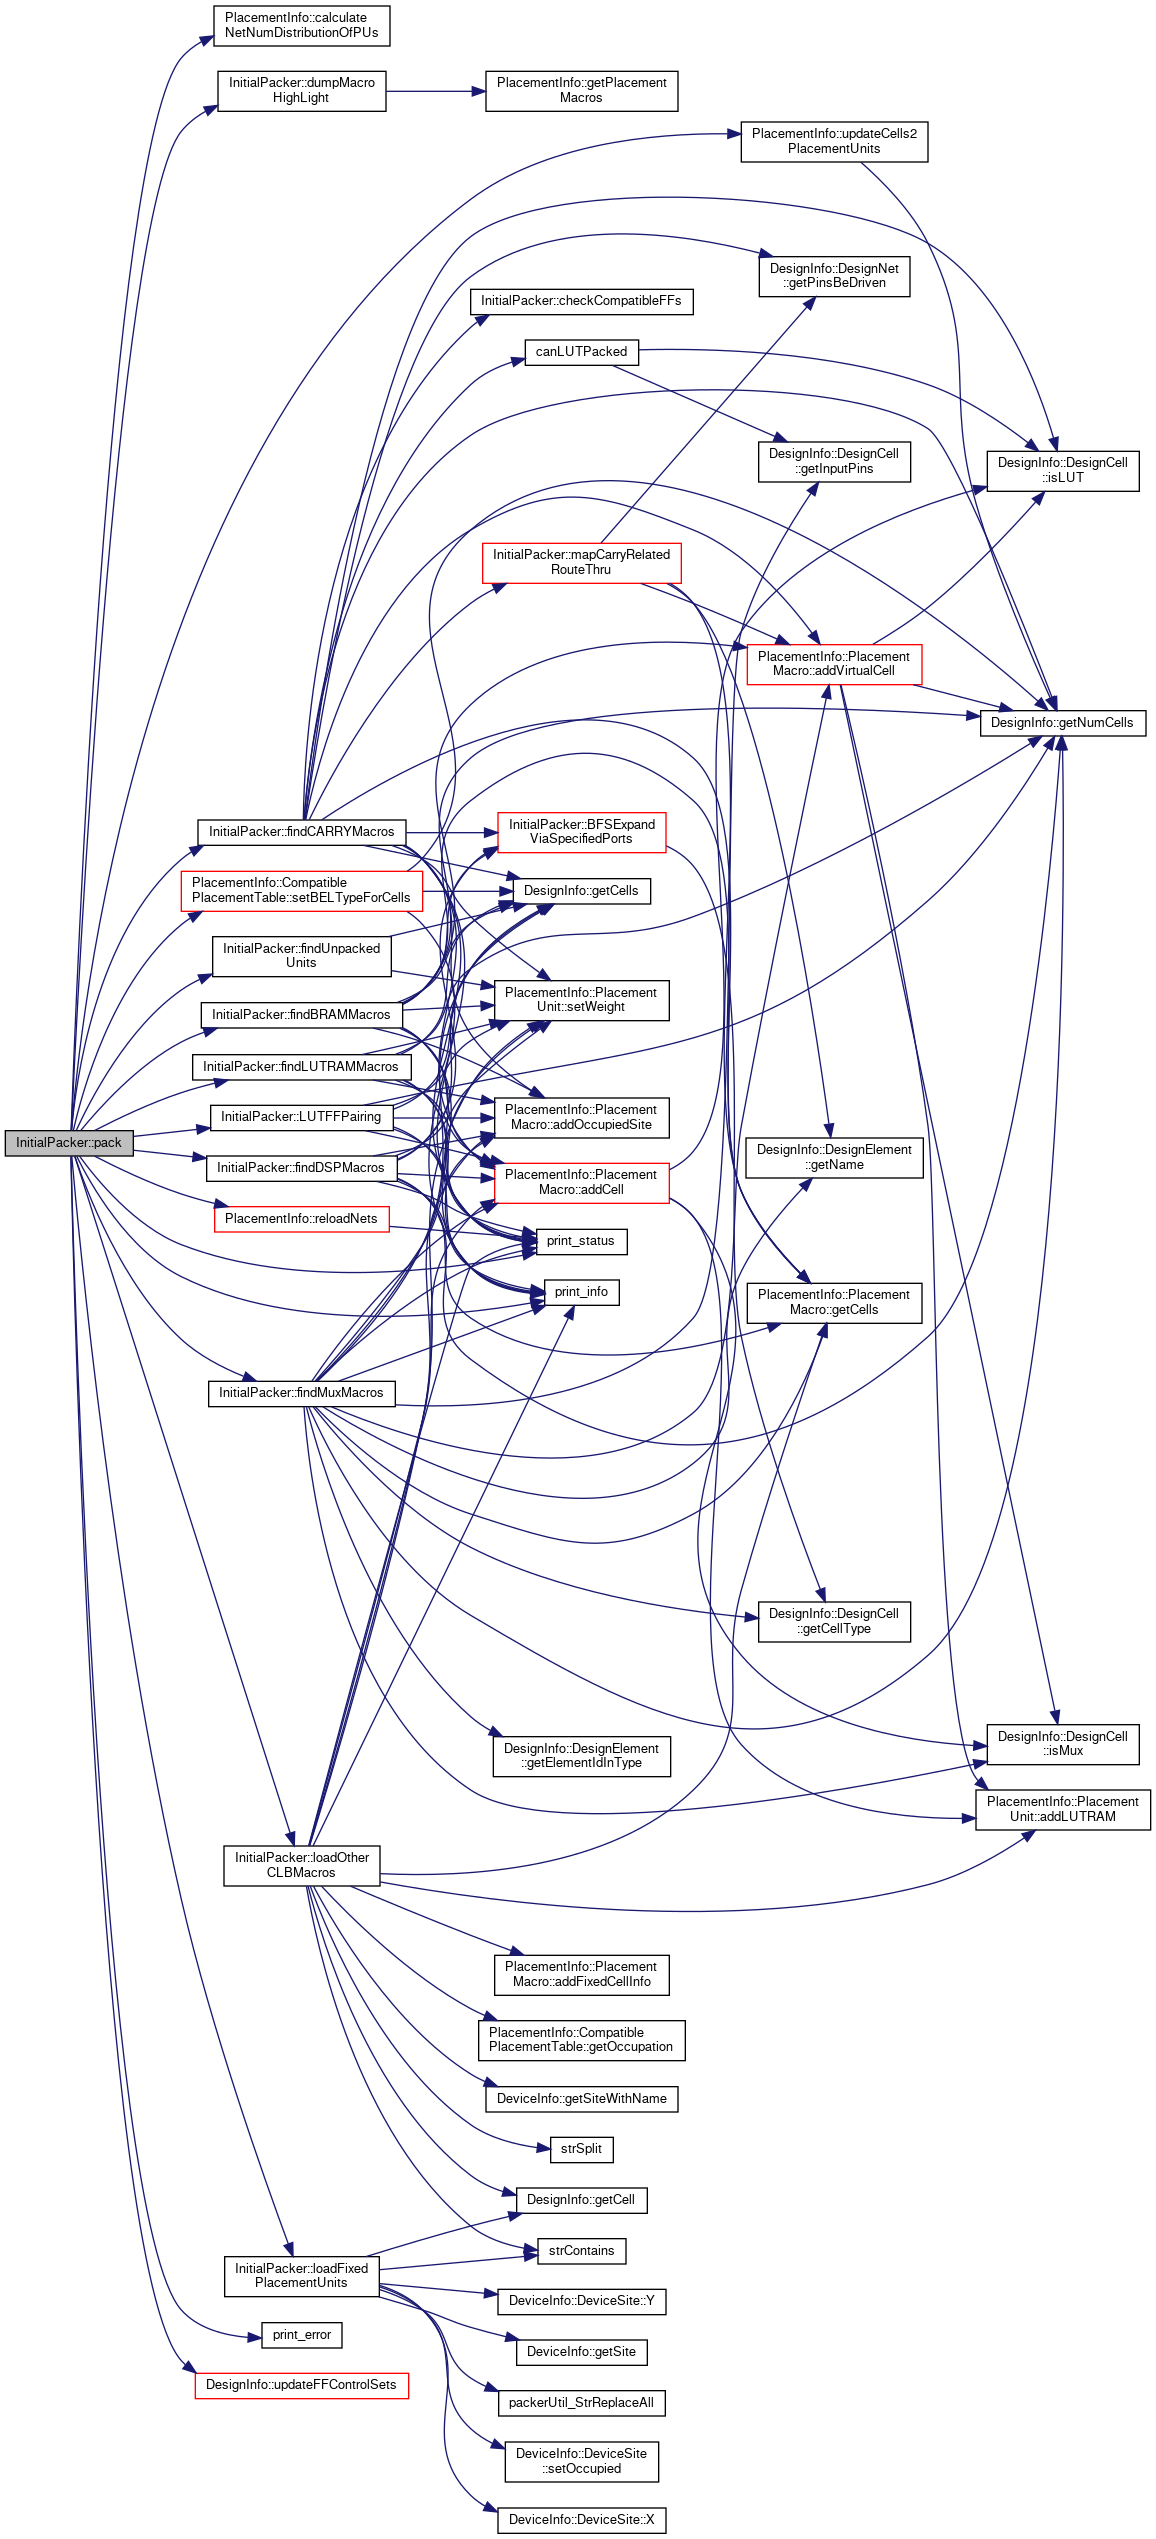 PlacementInfo::calculate
NetNumDistributionOfPUs
InitialPacker::dumpMacro
HighLight
PlacementInfo::getPlacement
Macros
PlacementInfo::updateCells2
PlacementUnits
DesignInfo::DesignNet
::getPinsBeDriven
InitialPacker::checkCompatibleFFs
canLUTPacked
DesignInfo::DesignCell
::getInputPins
DesignInfo::DesignCell
::isLUT
InitialPacker::mapCarryRelated
RouteThru
PlacementInfo::Placement
Macro::addVirtualCell
DesignInfo::getNumCells
InitialPacker::findCARRYMacros
InitialPacker::BFSExpand
ViaSpecifiedPorts
PlacementInfo::Compatible
PlacementTable::setBELTypeForCells
DesignInfo::getCells
InitialPacker::findUnpacked
Units
PlacementInfo::Placement
Unit::setWeight
InitialPacker::findBRAMMacros
InitialPacker::findLUTRAMMacros
InitialPacker::LUTFFPairing
PlacementInfo::Placement
Macro::addOccupiedSite
InitialPacker::pack
InitialPacker::findDSPMacros
DesignInfo::DesignElement
::getName
PlacementInfo::Placement
Macro::addCell
PlacementInfo::reloadNets
print_status
print_info
PlacementInfo::Placement
Macro::getCells
InitialPacker::findMuxMacros
DesignInfo::DesignCell
::getCellType
DesignInfo::DesignElement
::getElementIdInType
DesignInfo::DesignCell
::isMux
PlacementInfo::Placement
Unit::addLUTRAM
InitialPacker::loadOther
CLBMacros
PlacementInfo::Placement
Macro::addFixedCellInfo
PlacementInfo::Compatible
PlacementTable::getOccupation
DeviceInfo::getSiteWithName
strSplit
DesignInfo::getCell
strContains
InitialPacker::loadFixed
PlacementUnits
DeviceInfo::DeviceSite::Y
print_error
DeviceInfo::getSite
DesignInfo::updateFFControlSets
packerUtil_StrReplaceAll
DeviceInfo::DeviceSite
::setOccupied
DeviceInfo::DeviceSite::X